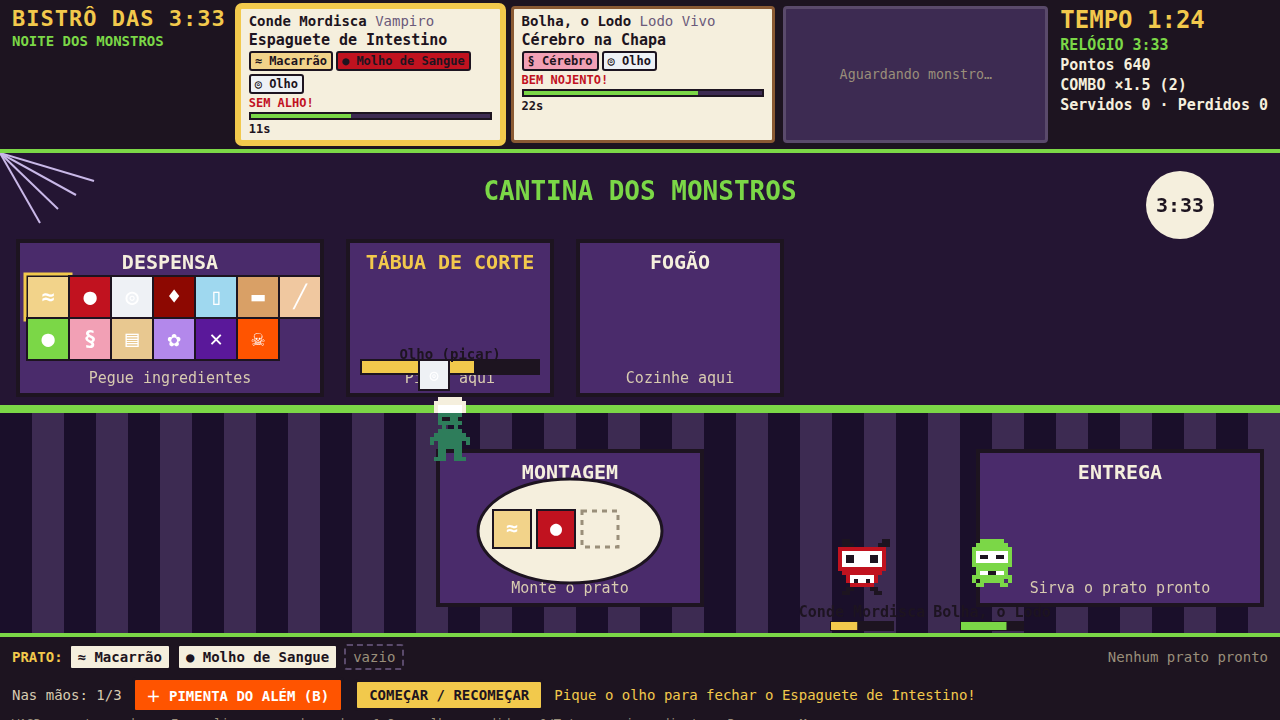 BISTRÔ DAS 3:33
NOITE DOS MONSTROS
Conde Mordisca Vampiro
Espaguete de Intestino
≈ Macarrão ● Molho de Sangue
◎ Olho
SEM ALHO!
11s
Bolha, o Lodo Lodo Vivo
Cérebro na Chapa
§ Cérebro ◎ Olho
BEM NOJENTO!
22s
Aguardando monstro…
TEMPO 1:24
RELÓGIO 3:33
Pontos 640
COMBO ×1.5 (2)
Servidos 0 · Perdidos 0
CANTINA DOS MONSTROS
3:33
DESPENSA
Pegue ingredientes
TÁBUA DE CORTE
Olho (picar)
aqui
FOGÃO
Cozinhe aqui
MONTAGEM
Monte o prato
ENTREGA
Sirva o prato pronto
Conde Mordisca
Bolha, o Lodo
PRATO: ≈ Macarrão ● Molho de Sangue vazio
Nenhum prato pronto
Nas mãos: 1/3
+ PIMENTA DO ALÉM (B)
COMEÇAR / RECOMEÇAR
Pique o olho para fechar o Espaguete de Intestino!